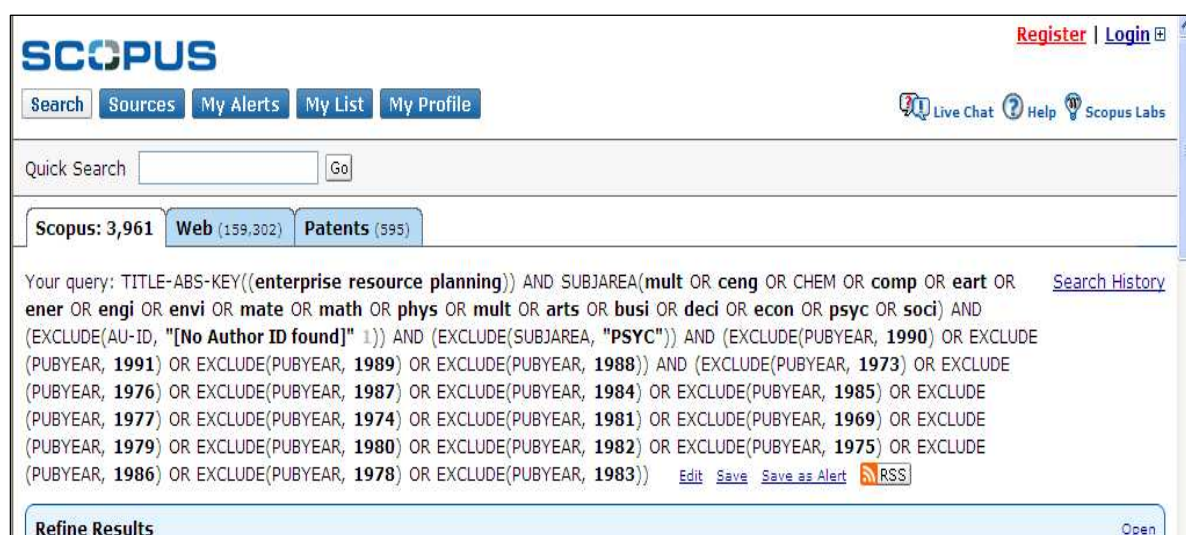 Register | Login
SCOPUS
Search Sources My Alerts My List My Profile
Live Chat Help Scopus Labs
Quick Search Go
Scopus: 3,961 Web (159,302) Patents (595)
Your query: TITLE-ABS-KEY((enterprise resource planning)) AND SUBJAREA(mult OR ceng OR CHEM OR comp OR eart OR Search History
ener OR engi OR envi OR mate OR math OR phys OR mult OR arts OR busi OR deci OR econ OR psyc OR soci) AND
(EXCLUDE(AU-ID, "[No Author ID found]" 1)) AND (EXCLUDE(SUBJAREA, "PSYC")) AND (EXCLUDE(PUBYEAR, 1990) OR EXCLUDE
(PUBYEAR, 1991) OR EXCLUDE(PUBYEAR, 1989) OR EXCLUDE(PUBYEAR, 1988)) AND (EXCLUDE(PUBYEAR, 1973) OR EXCLUDE
(PUBYEAR, 1976) OR EXCLUDE(PUBYEAR, 1987) OR EXCLUDE(PUBYEAR, 1984) OR EXCLUDE(PUBYEAR, 1985) OR EXCLUDE
(PUBYEAR, 1977) OR EXCLUDE(PUBYEAR, 1974) OR EXCLUDE(PUBYEAR, 1981) OR EXCLUDE(PUBYEAR, 1969) OR EXCLUDE
(PUBYEAR, 1979) OR EXCLUDE(PUBYEAR, 1980) OR EXCLUDE(PUBYEAR, 1982) OR EXCLUDE(PUBYEAR, 1975) OR EXCLUDE
(PUBYEAR, 1986) OR EXCLUDE(PUBYEAR, 1978) OR EXCLUDE(PUBYEAR, 1983)) Edit Save Save as Alert RSS
Refine Results Open